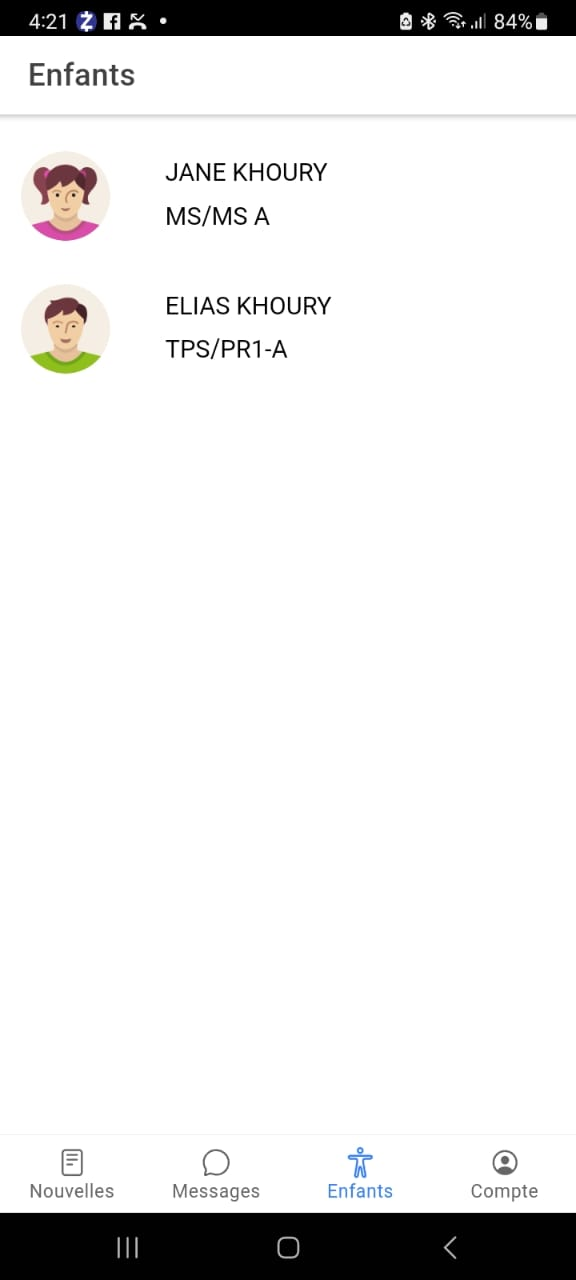 4:21
84%
Enfants
JANE KHOURY
MS/MS A
ELIAS KHOURY
TPS/PR1-A
Nouvelles
Messages
Enfants
Compte